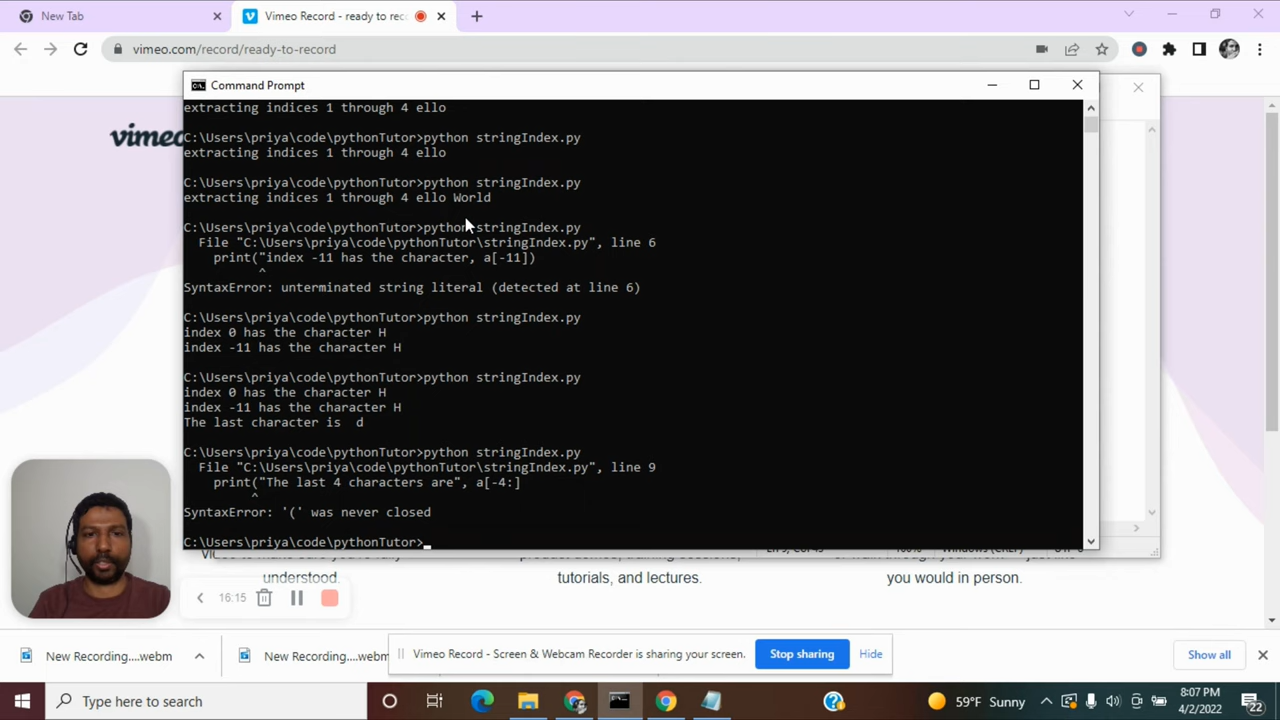 New Tab
Vimeo Record - ready to rec
vimeo.com/record/ready-to-record
Command Prompt
vimeo
extracting indices 1 through 4 ello
C:\Users\priya\code\pythonTutor>python stringIndex.py
extracting indices 1 through 4 ello
C:\Users\priya\code\pythonTutor>python stringIndex.py
extracting indices 1 through 4 ello World
C:\Users\priya\code\pythonTutor>python stringIndex.py
File "C:\Users\priya\code\pythonTutor\stringIndex.py", line 6
print("index -11 has the character, a[-11])
^
SyntaxError: unterminated string literal (detected at line 6)
C:\Users\priya\code\pythonTutor>python stringIndex.py
index 0 has the character H
index -11 has the character H
C:\Users\priya\code\pythonTutor>python stringIndex.py
index 0 has the character H
index -11 has the character H
The last character is  d
C:\Users\priya\code\pythonTutor>python stringIndex.py
File "C:\Users\priya\code\pythonTutor\stringIndex.py", line 9
print("The last 4 characters are", a[-4:]
^
SyntaxError: '(' was never closed
C:\Users\priya\code\pythonTutor>
understood.
tutorials, and lectures.
you would in person.
16:15
New Recording....webm
New Recording....webm
Vimeo Record - Screen & Webcam Recorder is sharing your screen.
Stop sharing
Hide
Show all
Type here to search
59°F Sunny
8:07 PM
4/2/2022
22